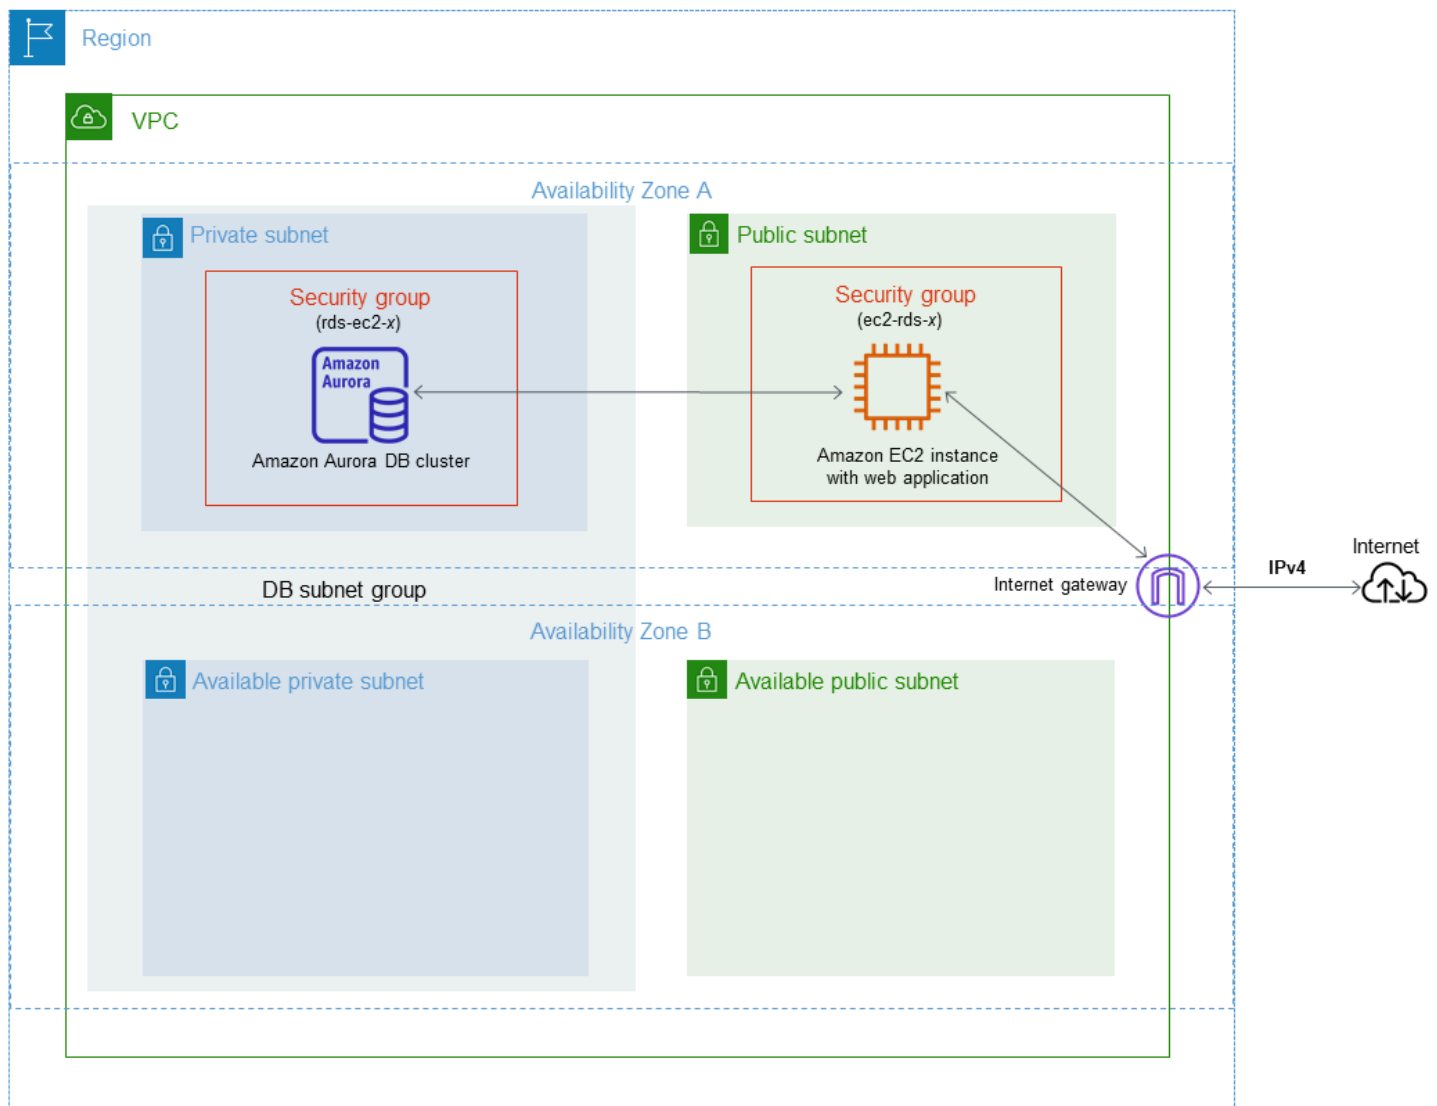 Region
VPC
Availability Zone A
Private subnet
Public subnet
Security group
(rds-ec2-x)
Amazon
Aurora
Amazon Aurora DB cluster
Security group
(ec2-rds-x)
Amazon EC2 instance
with web application
Internet
IPv4
Internet gateway
DB subnet group
Availability Zone B
Available private subnet
Available public subnet